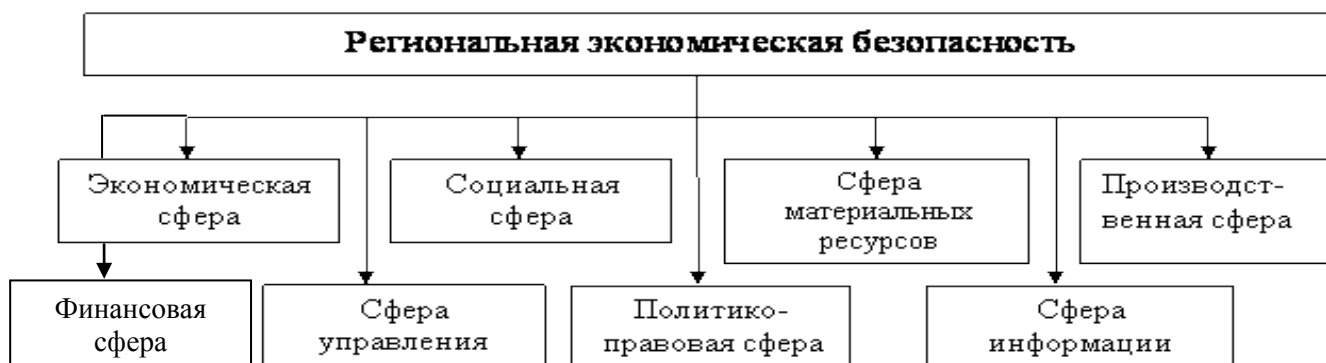 Региональная экономическая безопасность
Экономическая
сфера
Социальная
сфера
Сфера
материальных
ресурсов
Производст-
венная сфера
Финансовая
сфера
Сфера
управления
Политико-
правовая сфера
Сфера
информации